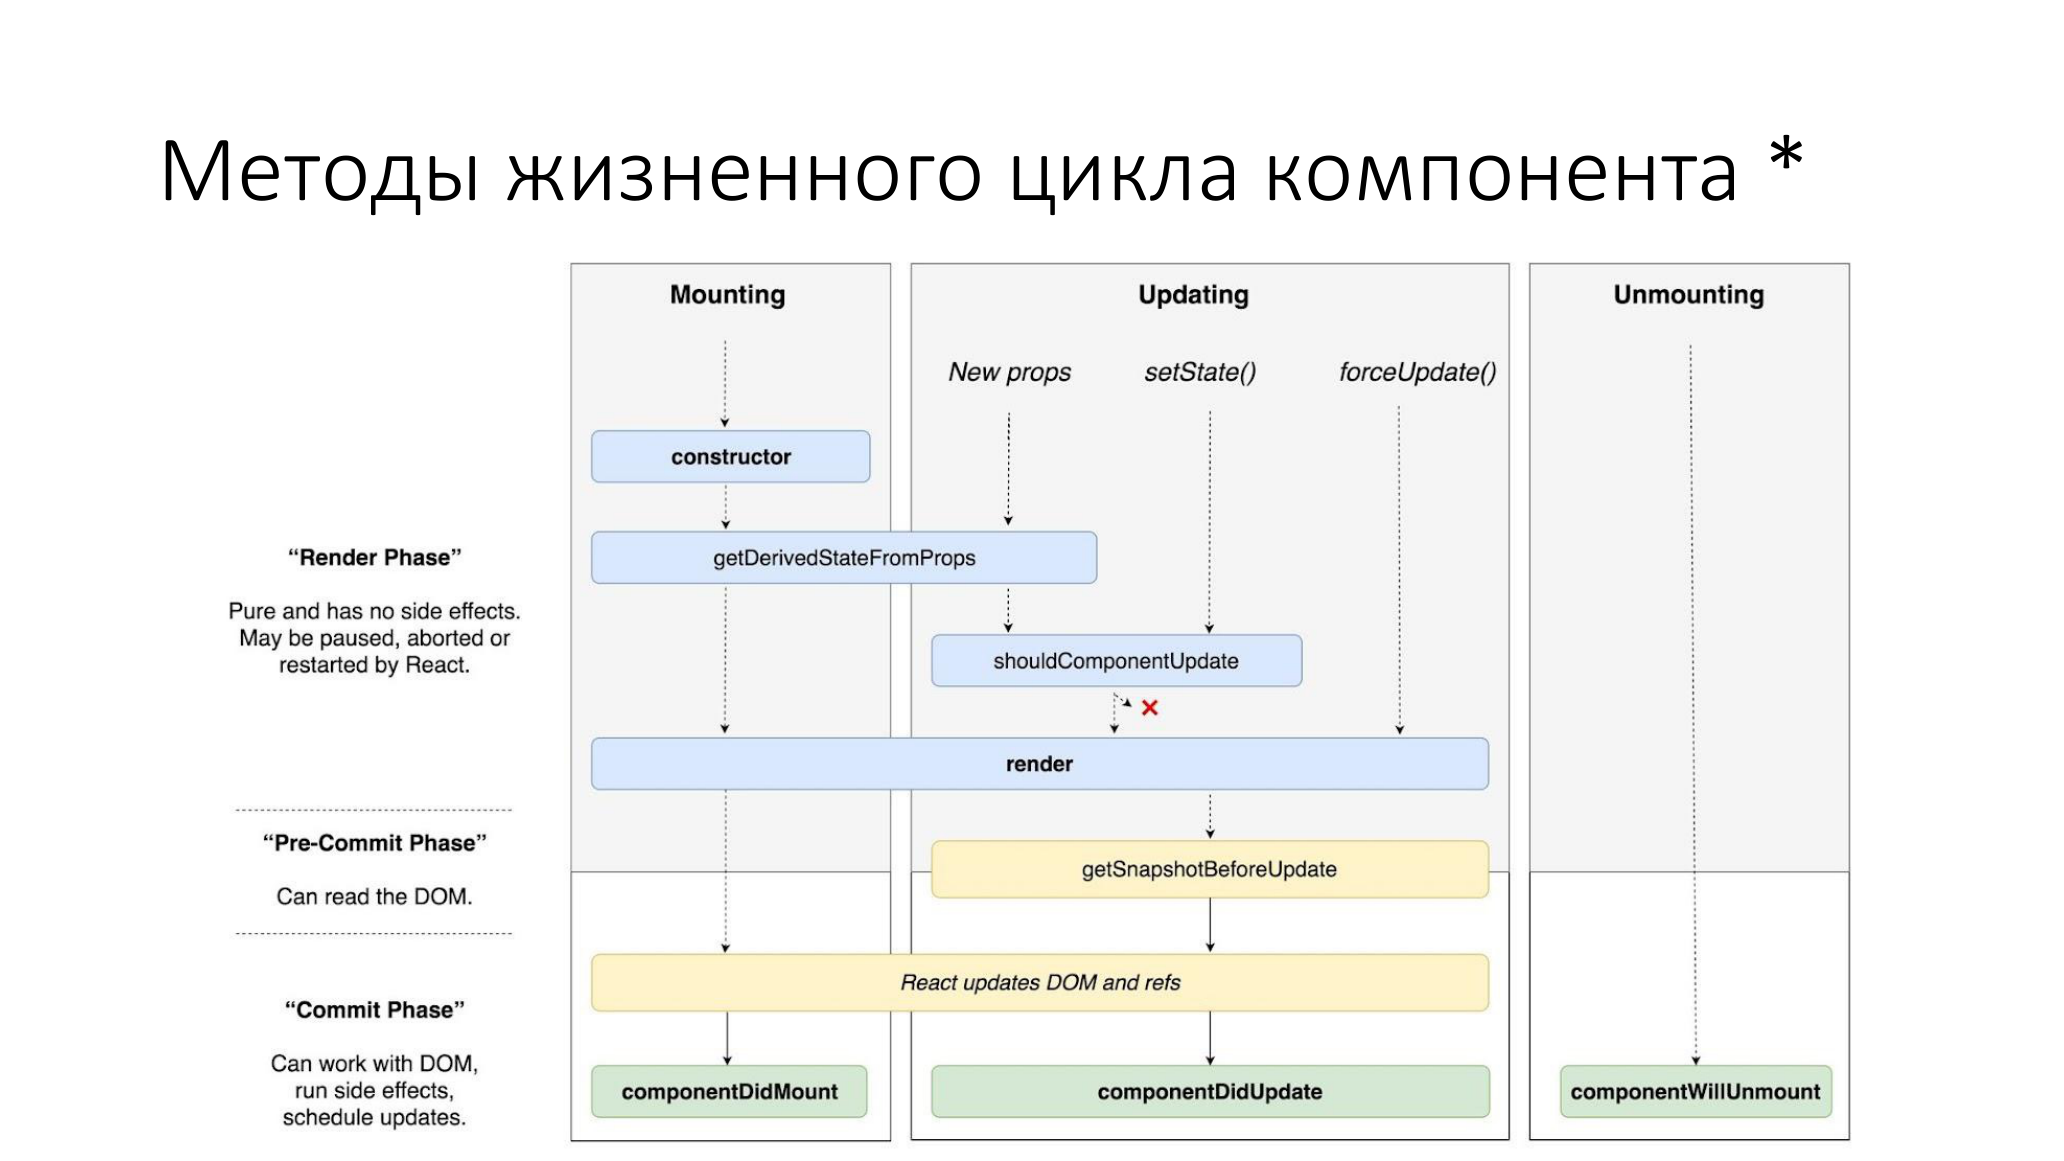 Методы жизненного цикла компонента *
Mounting
Updating
Unmounting
New props
setState()
forceUpdate()
constructor
getDerivedStateFromProps
shouldComponentUpdate
render
getSnapshotBeforeUpdate
React updates DOM and refs
componentDidMount
componentDidUpdate
componentWillUnmount
“Render Phase”
Pure and has no side effects.
May be paused, aborted or
restarted by React.
“Pre-Commit Phase”
Can read the DOM.
“Commit Phase”
Can work with DOM,
run side effects,
schedule updates.